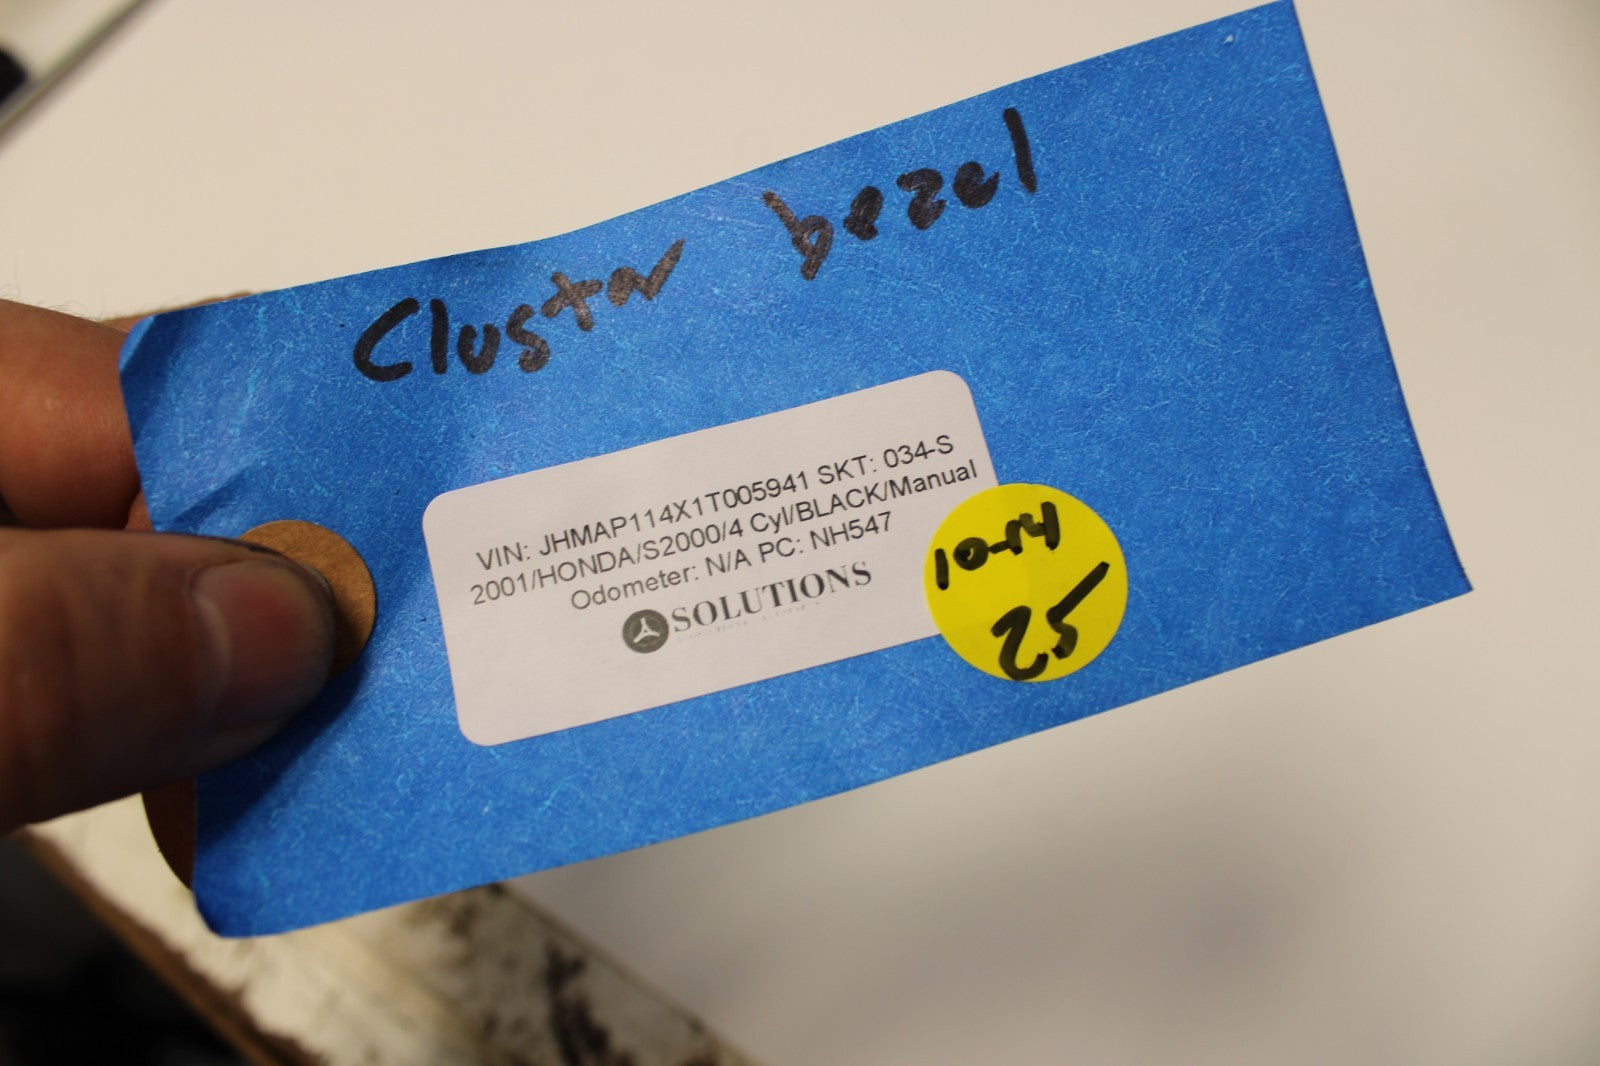 Cluster bezel
VIN: JHMAP114X1T005941 SKT: 034-S
2001/HONDA/S2000/4 Cyl/BLACK/Manual
Odometer: N/A PC: NH547
SOLUTIONS
10-14
25